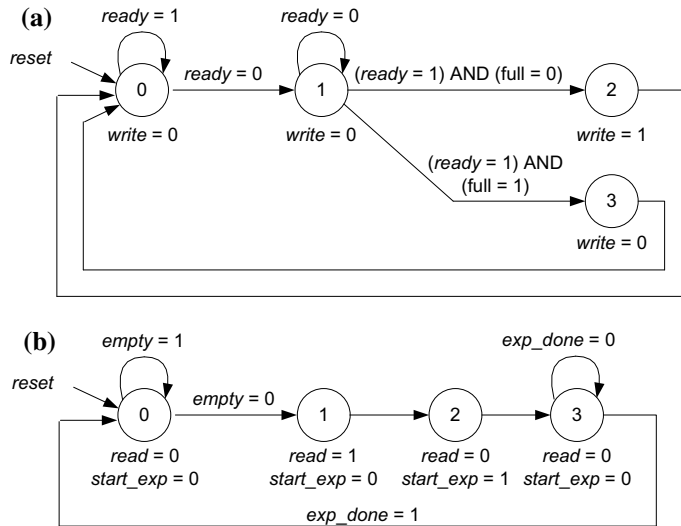 (a)
ready = 1
ready = 0
reset
0
ready = 0
1
(ready = 1) AND (full = 0)
2
write = 0
write = 0
write = 1
(ready = 1) AND
(full = 1)
3
write = 0
(b)
empty = 1
exp_done = 0
reset
0
empty = 0
1
2
3
read = 0
start_exp = 0
read = 1
start_exp = 0
read = 0
start_exp = 1
read = 0
start_exp = 0
exp_done = 1